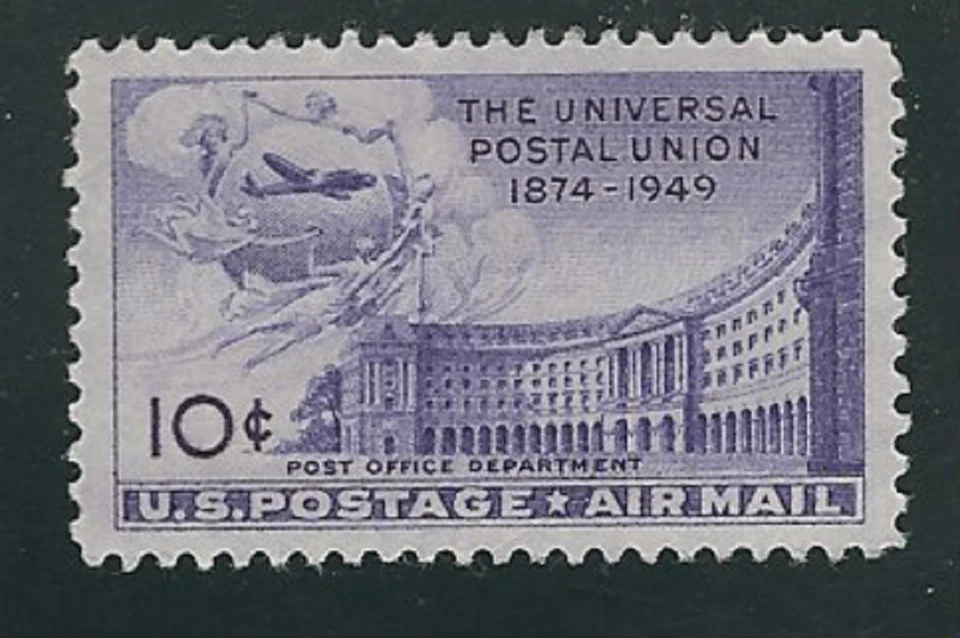 THE UNIVERSAL
POSTAL UNION
1874-1949
10¢
POST OFFICE DEPARTMENT
U.S. POSTAGE ★ AIR MAIL